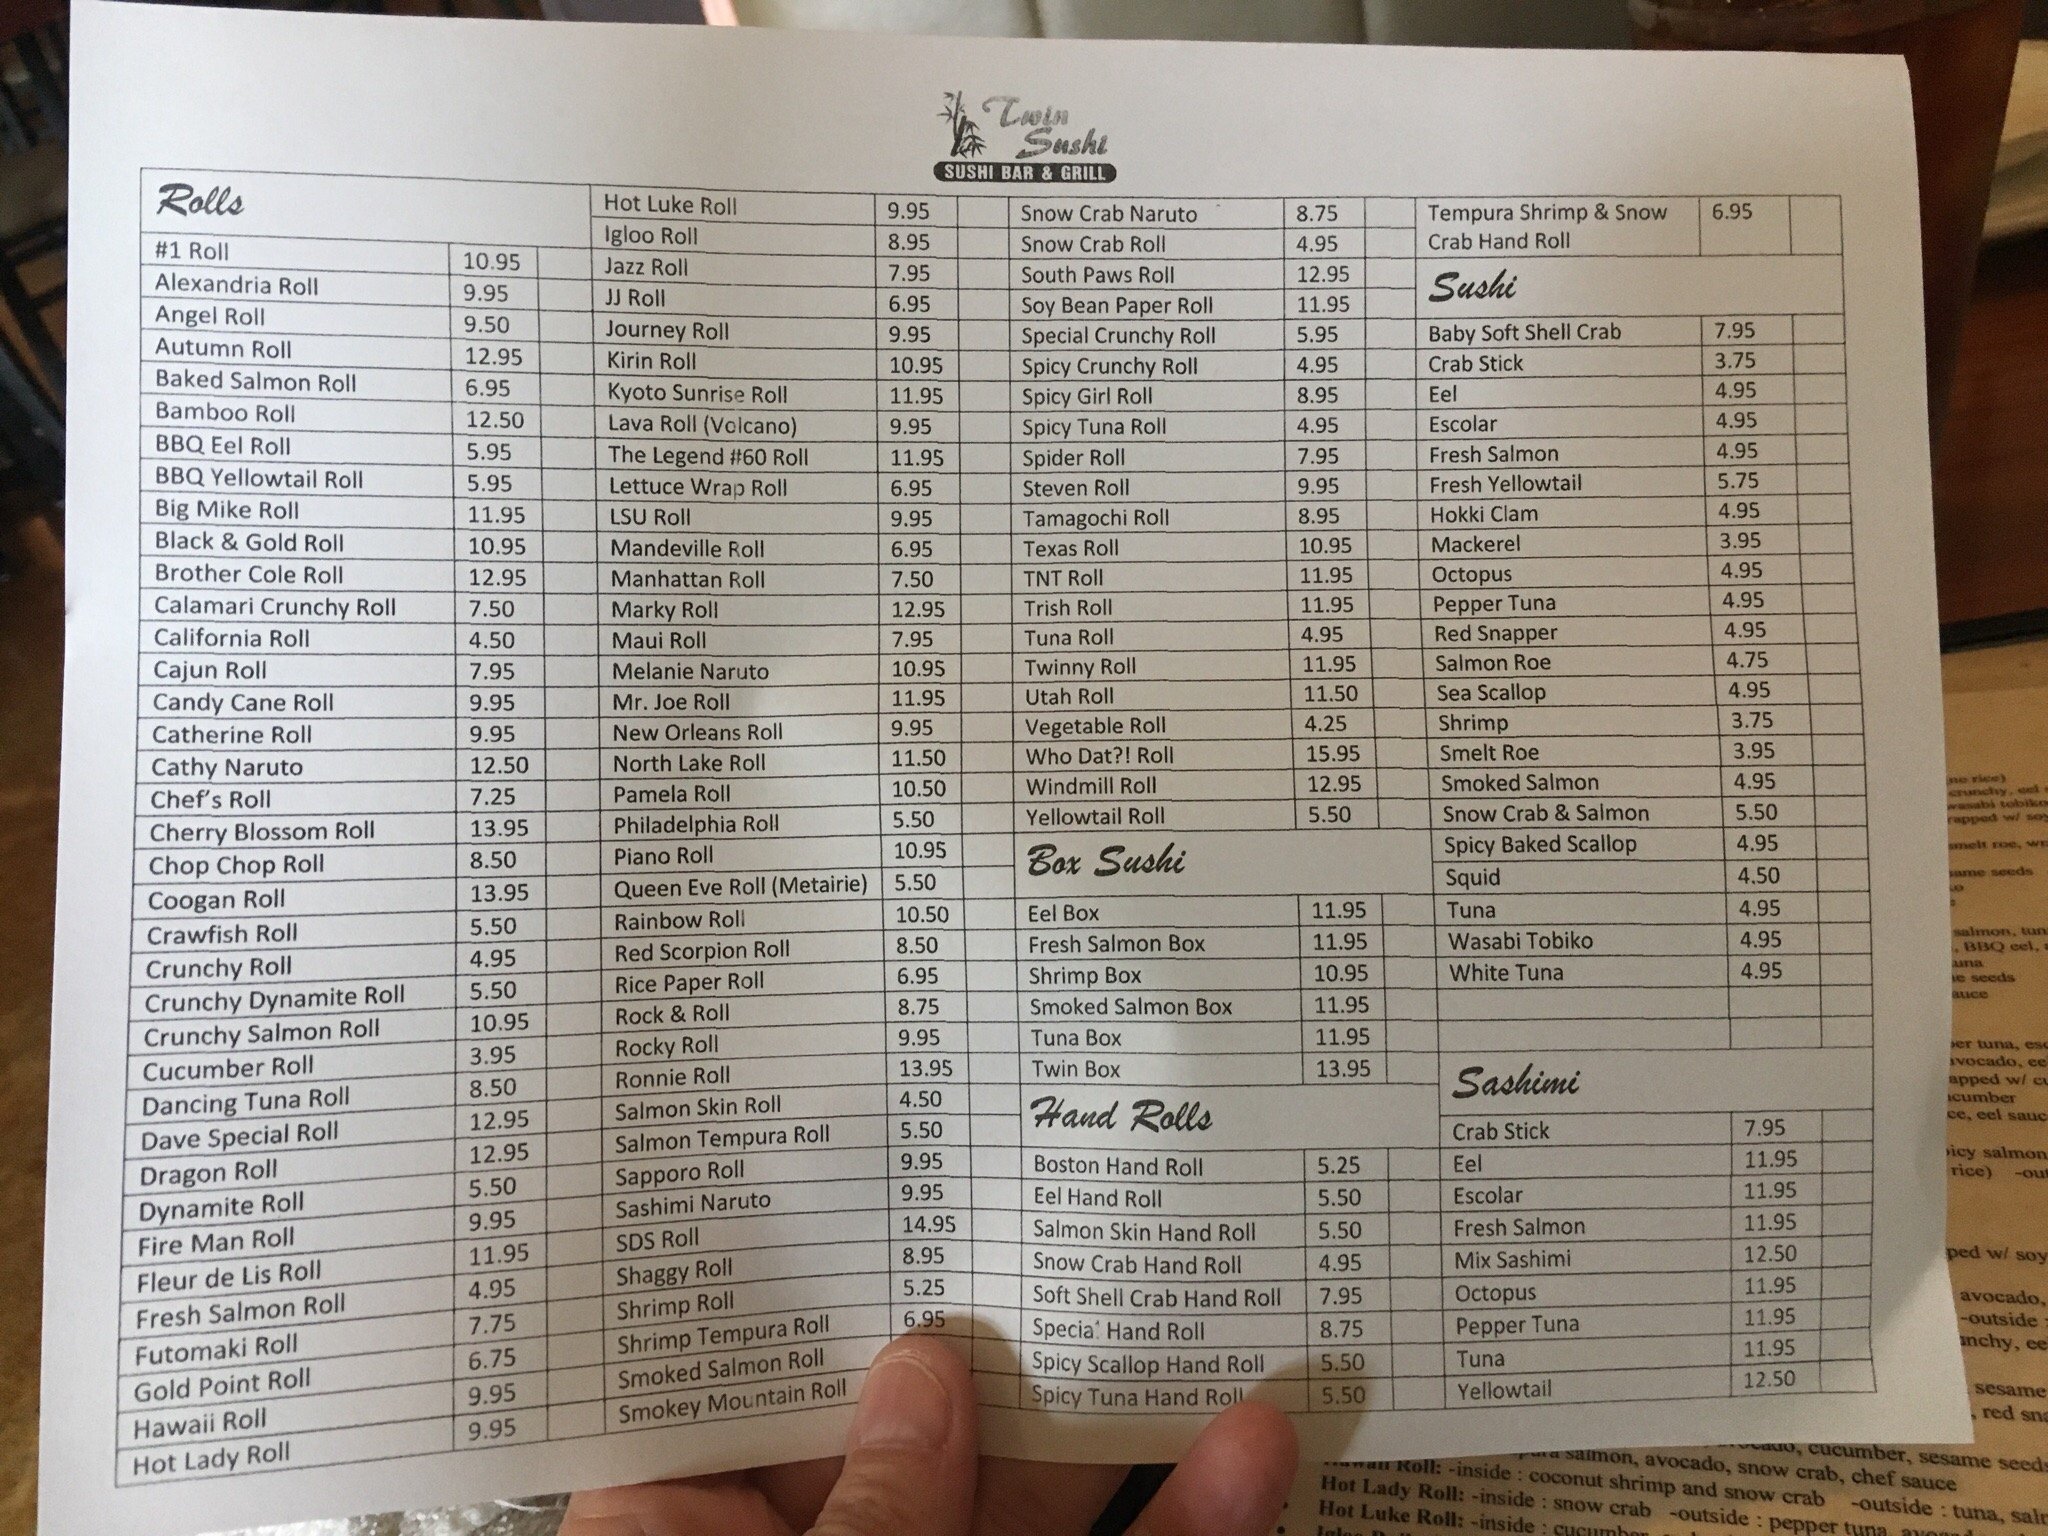 Twin
Sushi
SUSHI BAR & GRILL
Rolls
#1 Roll 10.95
Alexandria Roll 9.95
Angel Roll 9.50
Autumn Roll 12.95
Baked Salmon Roll 6.95
Bamboo Roll 12.50
BBQ Eel Roll 5.95
BBQ Yellowtail Roll 5.95
Big Mike Roll 11.95
Black & Gold Roll 10.95
Brother Cole Roll 12.95
Calamari Crunchy Roll 7.50
California Roll 4.50
Cajun Roll 7.95
Candy Cane Roll 9.95
Catherine Roll 9.95
Cathy Naruto 12.50
Chef's Roll 7.25
Cherry Blossom Roll 13.95
Chop Chop Roll 8.50
Coogan Roll 13.95
Crawfish Roll 5.50
Crunchy Roll 4.95
Crunchy Dynamite Roll 5.50
Crunchy Salmon Roll 10.95
Cucumber Roll 3.95
Dancing Tuna Roll 8.50
Dave Special Roll 12.95
Dragon Roll 12.95
Dynamite Roll 5.50
Fire Man Roll 9.95
Fleur de Lis Roll 11.95
Fresh Salmon Roll 4.95
Futomaki Roll 7.75
Gold Point Roll 6.75
Hawaii Roll 9.95
Hot Lady Roll 9.95
Hot Luke Roll 9.95
Igloo Roll 8.95
Jazz Roll 7.95
JJ Roll 6.95
Journey Roll 9.95
Kirin Roll 10.95
Kyoto Sunrise Roll 11.95
Lava Roll (Volcano) 9.95
The Legend #60 Roll 11.95
Lettuce Wrap Roll 6.95
LSU Roll 9.95
Mandeville Roll 6.95
Manhattan Roll 7.50
Marky Roll 12.95
Maui Roll 7.95
Melanie Naruto 10.95
Mr. Joe Roll 11.95
New Orleans Roll 9.95
North Lake Roll 11.50
Pamela Roll 10.50
Philadelphia Roll 5.50
Piano Roll 10.95
Queen Eve Roll (Metairie) 5.50
Rainbow Roll 10.50
Red Scorpion Roll 8.50
Rice Paper Roll 6.95
Rock & Roll 8.75
Rocky Roll 9.95
Ronnie Roll 13.95
Salmon Skin Roll 4.50
Salmon Tempura Roll 5.50
Sapporo Roll 9.95
Sashimi Naruto 9.95
SDS Roll 14.95
Shaggy Roll 8.95
Shrimp Roll 5.25
Shrimp Tempura Roll 6.95
Smoked Salmon Roll
Smokey Mountain Roll
Snow Crab Naruto 8.75
Snow Crab Roll 4.95
South Paws Roll 12.95
Soy Bean Paper Roll 11.95
Special Crunchy Roll 5.95
Spicy Crunchy Roll 4.95
Spicy Girl Roll 8.95
Spicy Tuna Roll 4.95
Spider Roll 7.95
Steven Roll 9.95
Tamagochi Roll 8.95
Texas Roll 10.95
TNT Roll 11.95
Trish Roll 11.95
Tuna Roll 4.95
Twinny Roll 11.95
Utah Roll 11.50
Vegetable Roll 4.25
Who Dat?! Roll 15.95
Windmill Roll 12.95
Yellowtail Roll 5.50
Box Sushi
Eel Box 11.95
Fresh Salmon Box 11.95
Shrimp Box 10.95
Smoked Salmon Box 11.95
Tuna Box 11.95
Twin Box 13.95
Hand Rolls
Boston Hand Roll 5.25
Eel Hand Roll 5.50
Salmon Skin Hand Roll 5.50
Snow Crab Hand Roll 4.95
Soft Shell Crab Hand Roll 7.95
Special Hand Roll 8.75
Spicy Scallop Hand Roll 5.50
Spicy Tuna Hand Roll 5.50
Tempura Shrimp & Snow 6.95
Crab Hand Roll
Sushi
Baby Soft Shell Crab 7.95
Crab Stick 3.75
Eel 4.95
Escolar 4.95
Fresh Salmon 4.95
Fresh Yellowtail 5.75
Hokki Clam 4.95
Mackerel 3.95
Octopus 4.95
Pepper Tuna 4.95
Red Snapper 4.95
Salmon Roe 4.75
Sea Scallop 4.95
Shrimp 3.75
Smelt Roe 3.95
Smoked Salmon 4.95
Snow Crab & Salmon 5.50
Spicy Baked Scallop 4.95
Squid 4.50
Tuna 4.95
Wasabi Tobiko 4.95
White Tuna 4.95
Sashimi
Crab Stick 7.95
Eel 11.95
Escolar 11.95
Fresh Salmon 11.95
Mix Sashimi 12.50
Octopus 11.95
Pepper Tuna 11.95
Tuna 11.95
Yellowtail 12.50
rice)
crunchy, eel
wasabi tobiko
w/ soy
smelt roe,
seeds
salmon,
BBQ eel,
seeds
tuna,
avocado,
w/
cucumber
eel
salmon
rice)
w/ soy
avocado,
-outside
sesame
red
cucumber, sesame seeds
salmon, avocado, snow crab, chef sauce
Roll: -inside : coconut shrimp and snow crab -outside : tuna,
Hot Lady Roll: -inside : snow crab -outside : pepper tuna,
Hot Luke Roll: -inside :